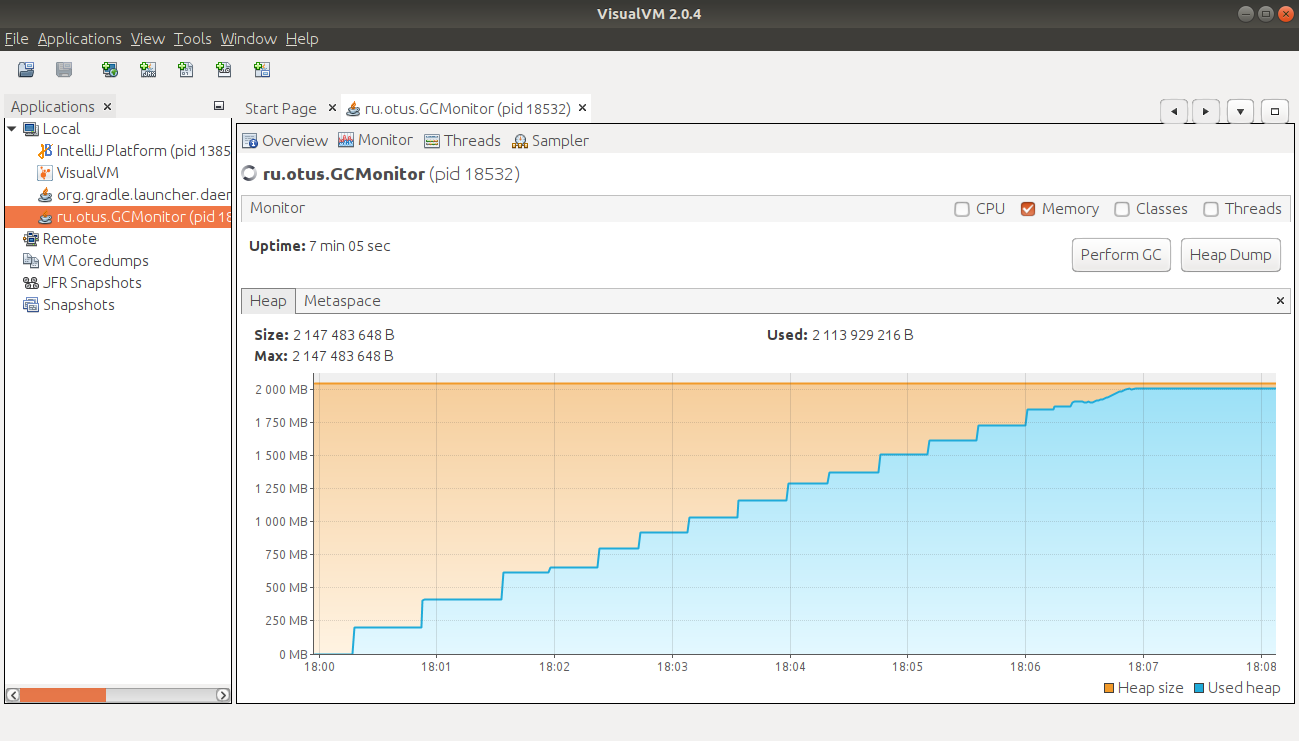 VisualVM 2.0.4
File Applications View Tools Window Help
Applications
Start Page
ru.otus.GCMonitor (pid 18532)
Local
IntelliJ Platform (pid 1385
VisualVM
org.gradle.launcher.daer
ru.otus.GCMonitor (pid 18
Remote
VM Coredumps
JFR Snapshots
Snapshots
Overview Monitor Threads Sampler
ru.otus.GCMonitor (pid 18532)
Monitor
CPU Memory Classes Threads
Uptime: 7 min 05 sec
Perform GC Heap Dump
Heap Metaspace
Size: 2 147 483 648 B
Used: 2 113 929 216 B
Max: 2 147 483 648 B
2 000 MB
1 750 MB
1 500 MB
1 250 MB
1 000 MB
750 MB
500 MB
250 MB
0 MB
18:00 18:01 18:02 18:03 18:04 18:05 18:06 18:07 18:08
Heap size Used heap